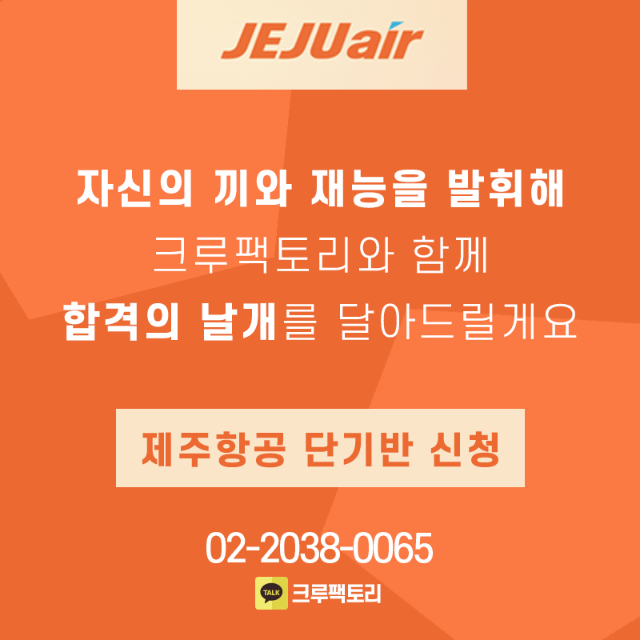 JEJUair
자신의 끼와 재능을 발휘해
크루팩토리와 함께
합격의 날개를 달아드릴게요
제주항공 단기반 신청
02-2038-0065
TALK 크루팩토리